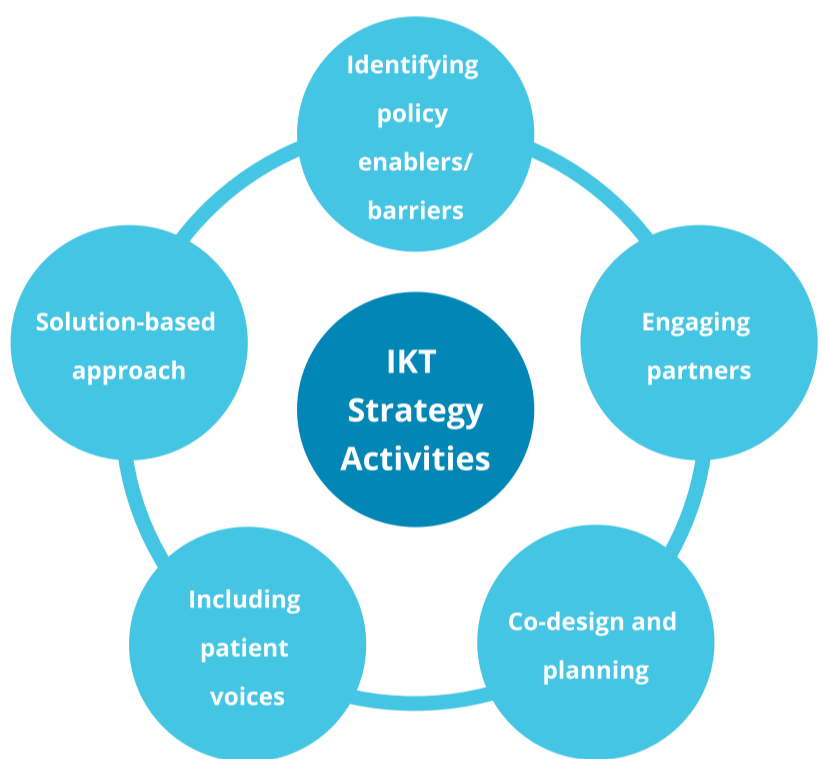 Identifying
policy
enablers/
barriers
Engaging
partners
Co-design and
planning
Including
patient
voices
Solution-based
approach
IKT
Strategy
Activities